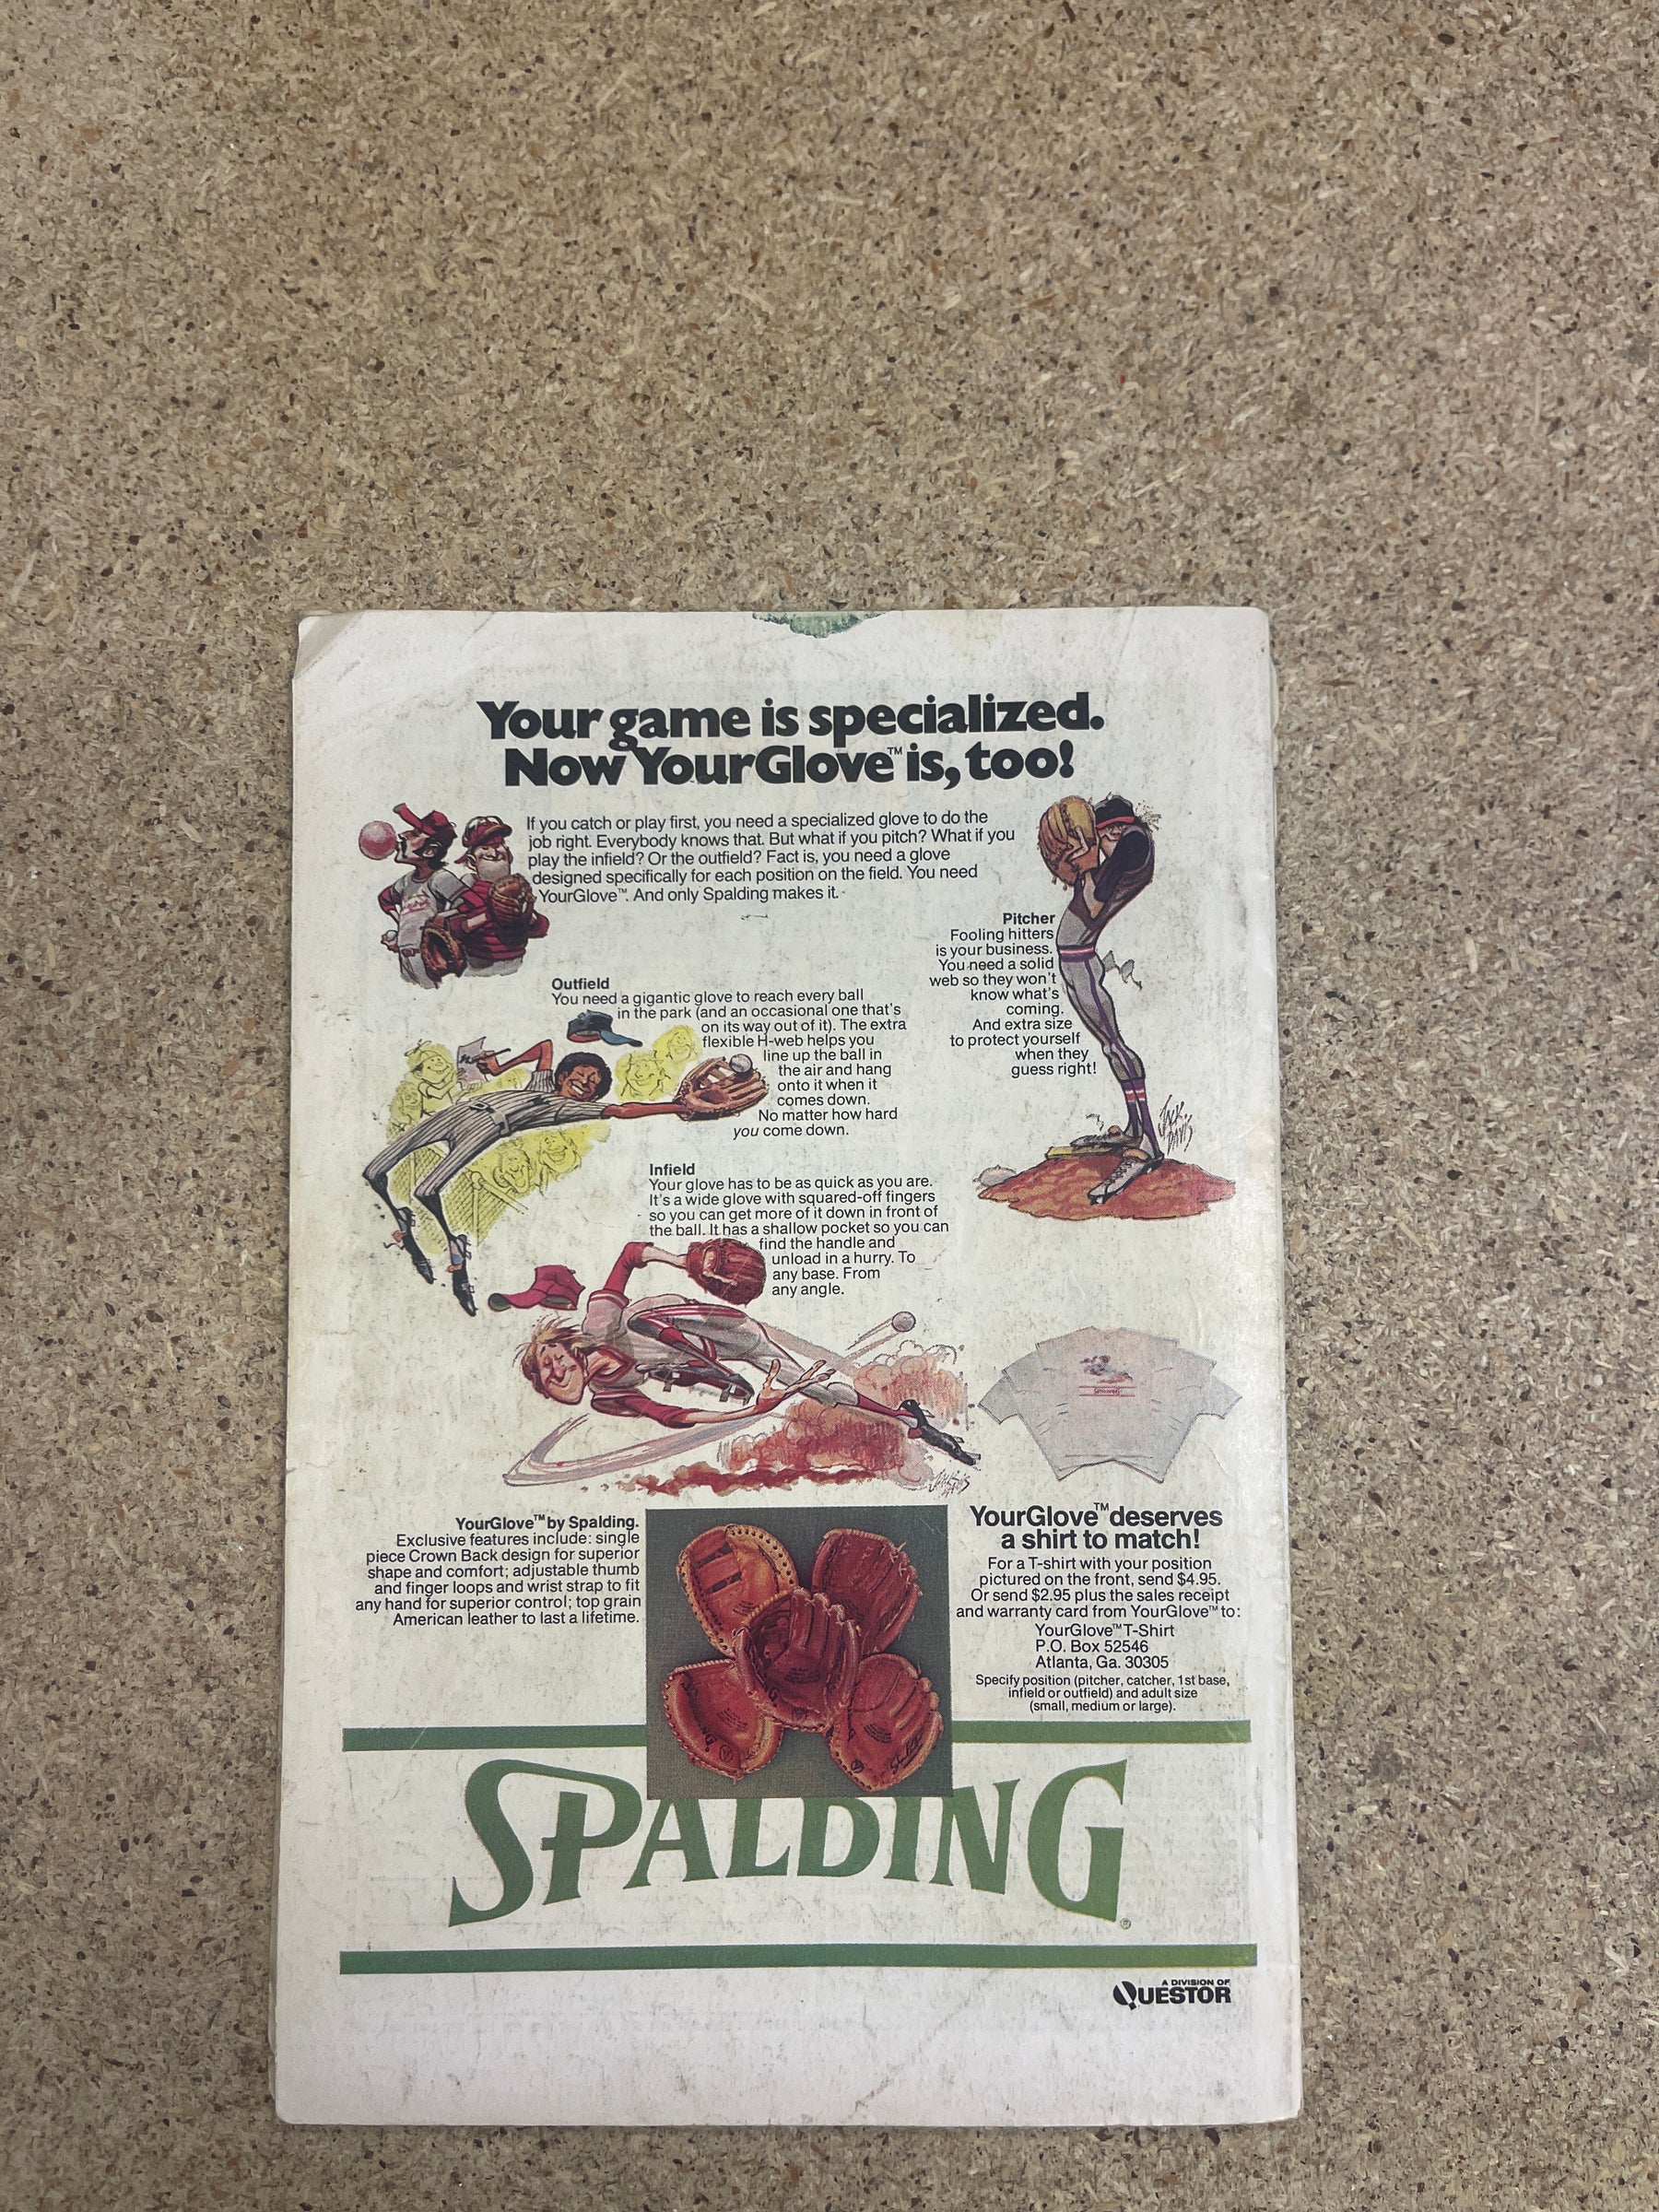 Your game is specialized.
Now YourGlove™ is, too!
If you catch or play first, you need a specialized glove to do the
job right. Everybody knows that. But what if you pitch? What if you
play the infield? Or the outfield? Fact is, you need a glove
designed specifically for each position on the field. You need
YourGlove™. And only Spalding makes it.
Pitcher
Fooling hitters
is your business.
You need a solid
web so they won't
know what's
coming.
And extra size
to protect yourself
when they
guess right!
JACK
DAVIS
Outfield
You need a gigantic glove to reach every ball
in the park (and an occasional one that's
on its way out of it). The extra
flexible H-web helps you
line up the ball in
the air and hang
onto it when it
comes down.
No matter how hard
you come down.
Infield
Your glove has to be as quick as you are.
It's a wide glove with squared-off fingers
so you can get more of it down in front of
the ball. It has a shallow pocket so you can
find the handle and
unload in a hurry. To
any base. From
any angle.
SPALDING
YourGlove™ by Spalding.
Exclusive features include: single
piece Crown Back design for superior
shape and comfort; adjustable thumb
and finger loops and wrist strap to fit
any hand for superior control; top grain
American leather to last a lifetime.
YourGlove™ deserves
a shirt to match!
For a T-shirt with your position
pictured on the front, send $4.95.
Or send $2.95 plus the sales receipt
and warranty card from YourGlove™ to:
YourGlove™ T-Shirt
P.O. Box 52546
Atlanta, Ga. 30305
Specify position (pitcher, catcher, 1st base,
infield or outfield) and adult size
(small, medium or large).
SPALDING®
A DIVISION OF
QUESTOR